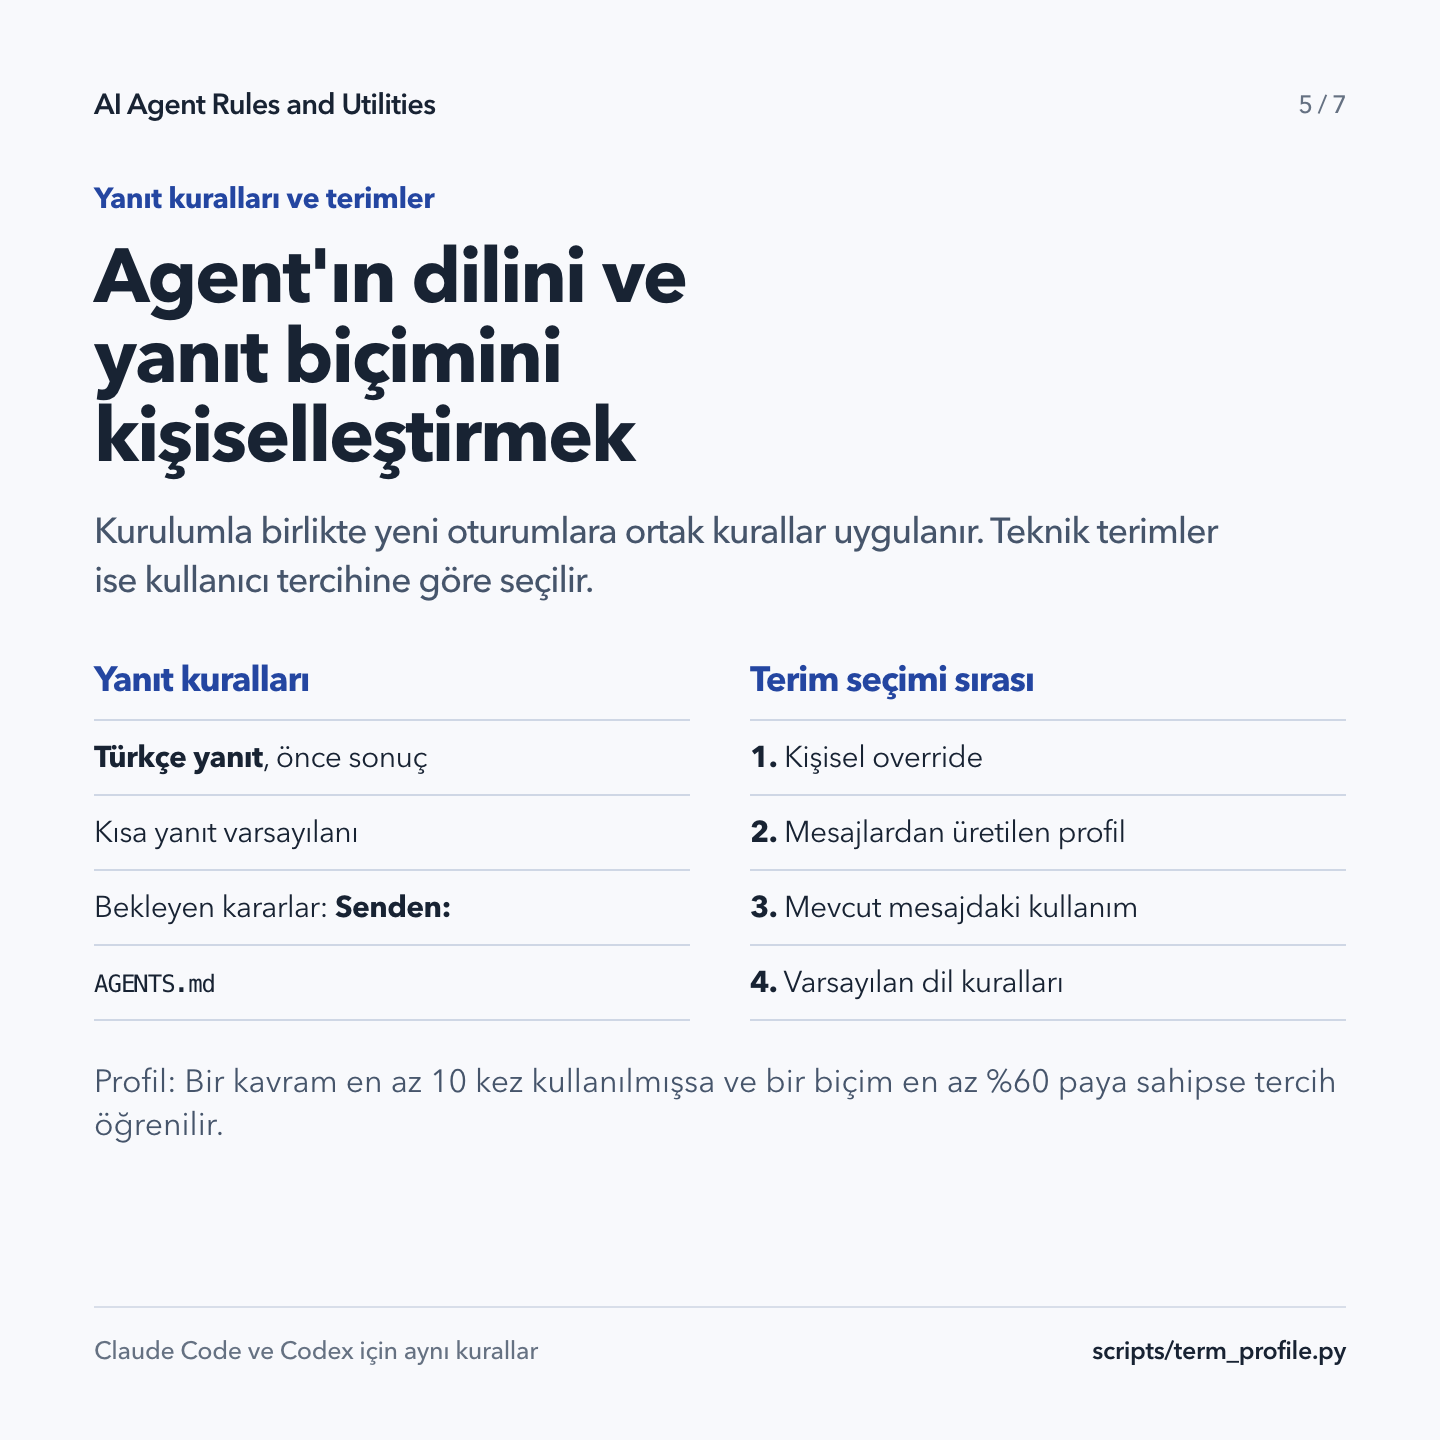 AI Agent Rules and Utilities
5 / 7
Yanıt kuralları ve terimler
Agent'ın dilini ve
yanıt biçimini
kişiselleştirmek
Kurulumla birlikte yeni oturumlara ortak kurallar uygulanır. Teknik terimler
ise kullanıcı tercihine göre seçilir.
Yanıt kuralları
Türkçe yanıt, önce sonuç
Kısa yanıt varsayılanı
Bekleyen kararlar: Senden:
AGENTS.md
Terim seçimi sırası
1. Kişisel override
2. Mesajlardan üretilen profil
3. Mevcut mesajdaki kullanım
4. Varsayılan dil kuralları
Profil: Bir kavram en az 10 kez kullanılmışsa ve bir biçim en az %60 paya sahipse tercih
öğrenilir.
Claude Code ve Codex için aynı kurallar
scripts/term_profile.py